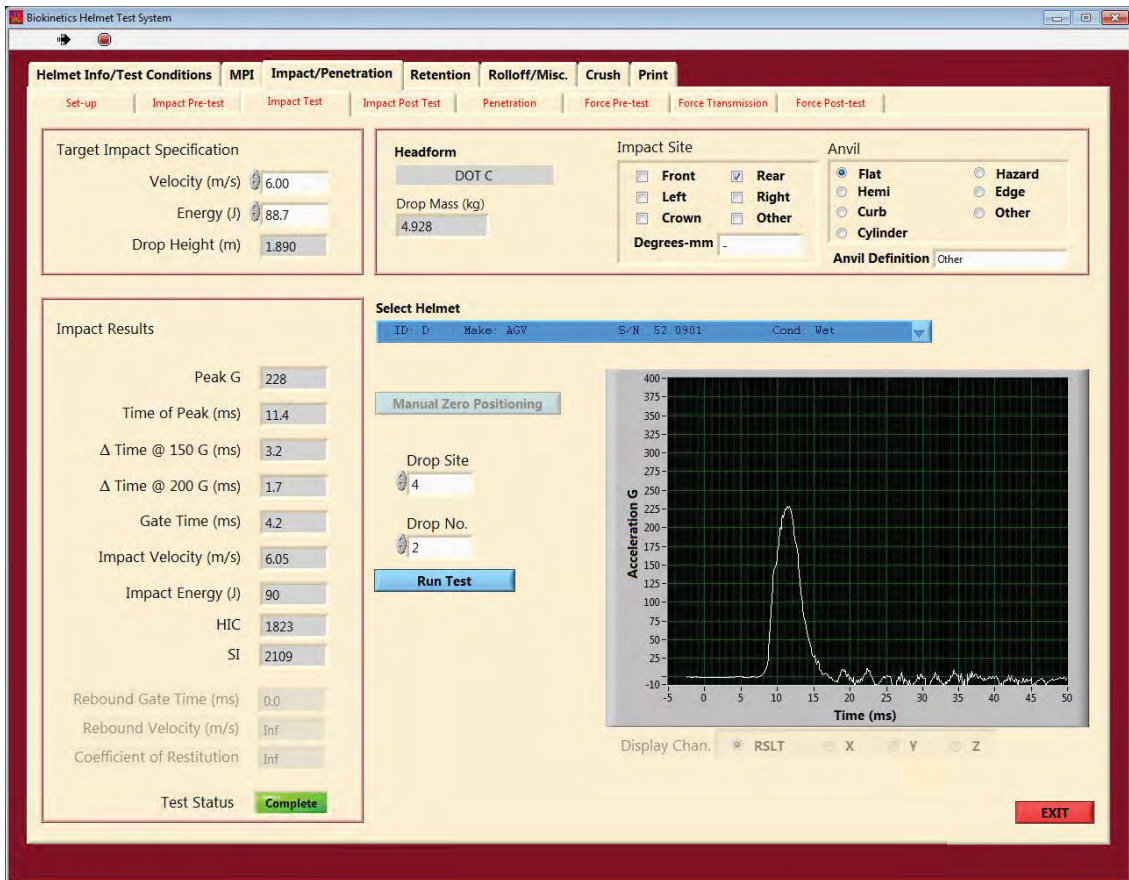 Biokinetics Helmet Test System
Helmet Info/Test Conditions MPI Impact/Penetration Retention Rolloff/Misc. Crush Print
Set-up Impact Pre-test Impact Test Impact Post Test Penetration Force Pre-test Force Transmission Force Post-test
Target Impact Specification
Velocity (m/s) 6.00
Energy (J) 88.7
Drop Height (m) 1.890
Headform
DOT C
Drop Mass (kg)
4.928
Impact Site
Front Rear
Left Right
Crown Other
Degrees-mm -
Anvil
Flat Hazard
Hemi Edge
Curb Other
Cylinder
Anvil Definition Other
Impact Results
Peak G 228
Time of Peak (ms) 11.4
Δ Time @ 150 G (ms) 3.2
Δ Time @ 200 G (ms) 1.7
Gate Time (ms) 4.2
Impact Velocity (m/s) 6.05
Impact Energy (J) 90
HIC 1823
SI 2109
Rebound Gate Time (ms) 0.0
Rebound Velocity (m/s) Inf
Coefficient of Restitution Inf
Test Status Complete
Select Helmet
ID: D Make: AGV S/N: 52 0901 Cond: Wet
Manual Zero Positioning
Drop Site
4
Drop No.
2
Run Test
Acceleration G
400
375
350
325
300
275
250
225
200
175
150
125
100
75
50
25
-10
-5 0 5 10 15 20 25 30 35 40 45 50
Time (ms)
Display Chan. RSLT X Y Z
EXIT